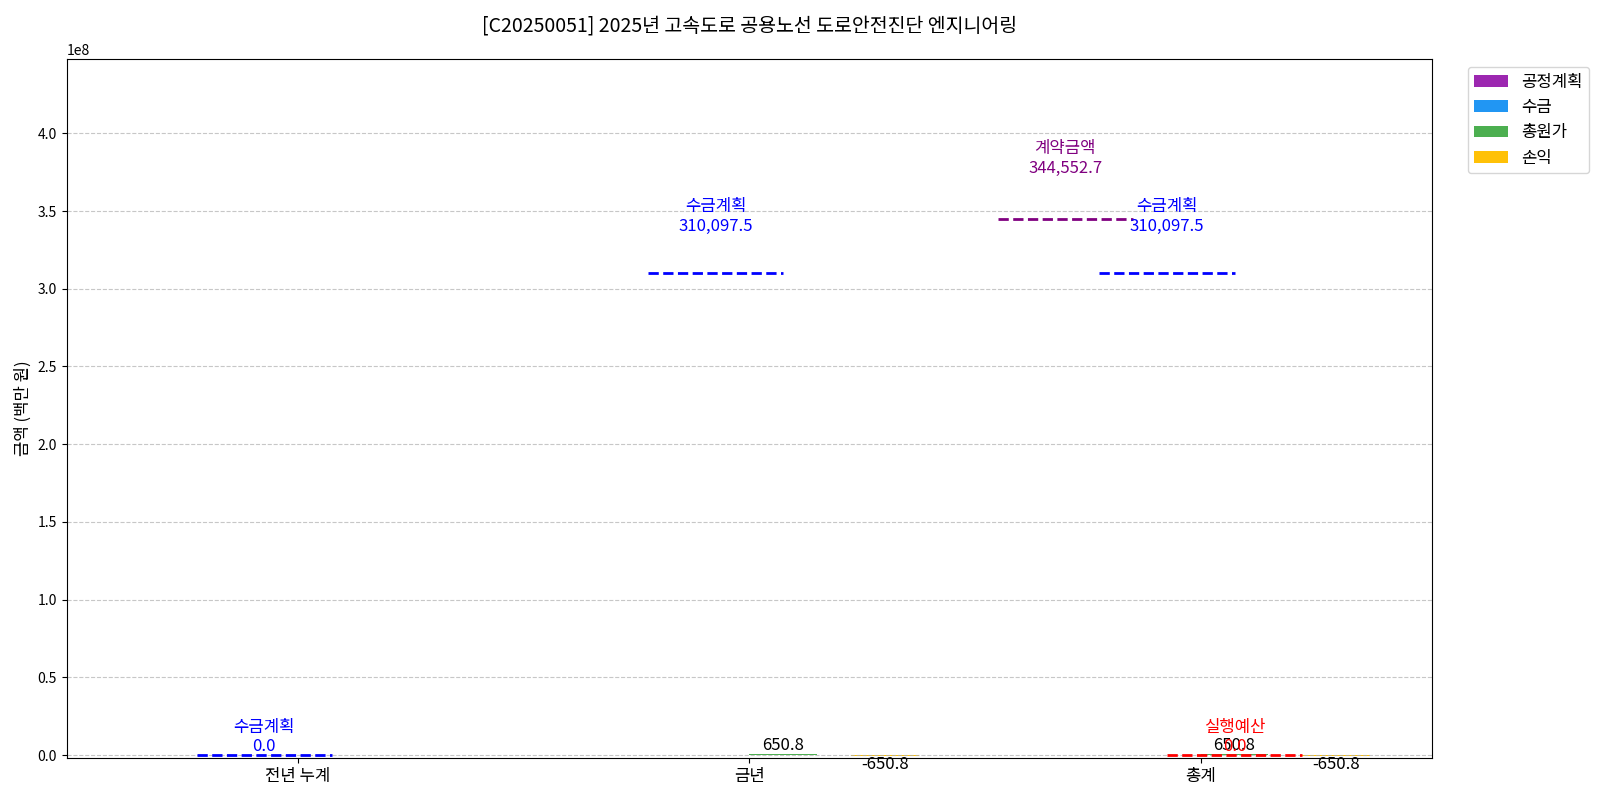 [C20250051] 2025년 고속도로 공용노선 도로안전진단 엔지니어링
1e8
공정계획
수금
총원가
손익
4.0
3.5
3.0
2.5
2.0
1.5
1.0
0.5
0.0
금액 (백만 원)
계약금액
344,552.7
수금계획
310,097.5
수금계획
310,097.5
수금계획
0.0
650.8
-650.8
실행예산
0.0
650.8
-650.8
전년 누계
금년
총계